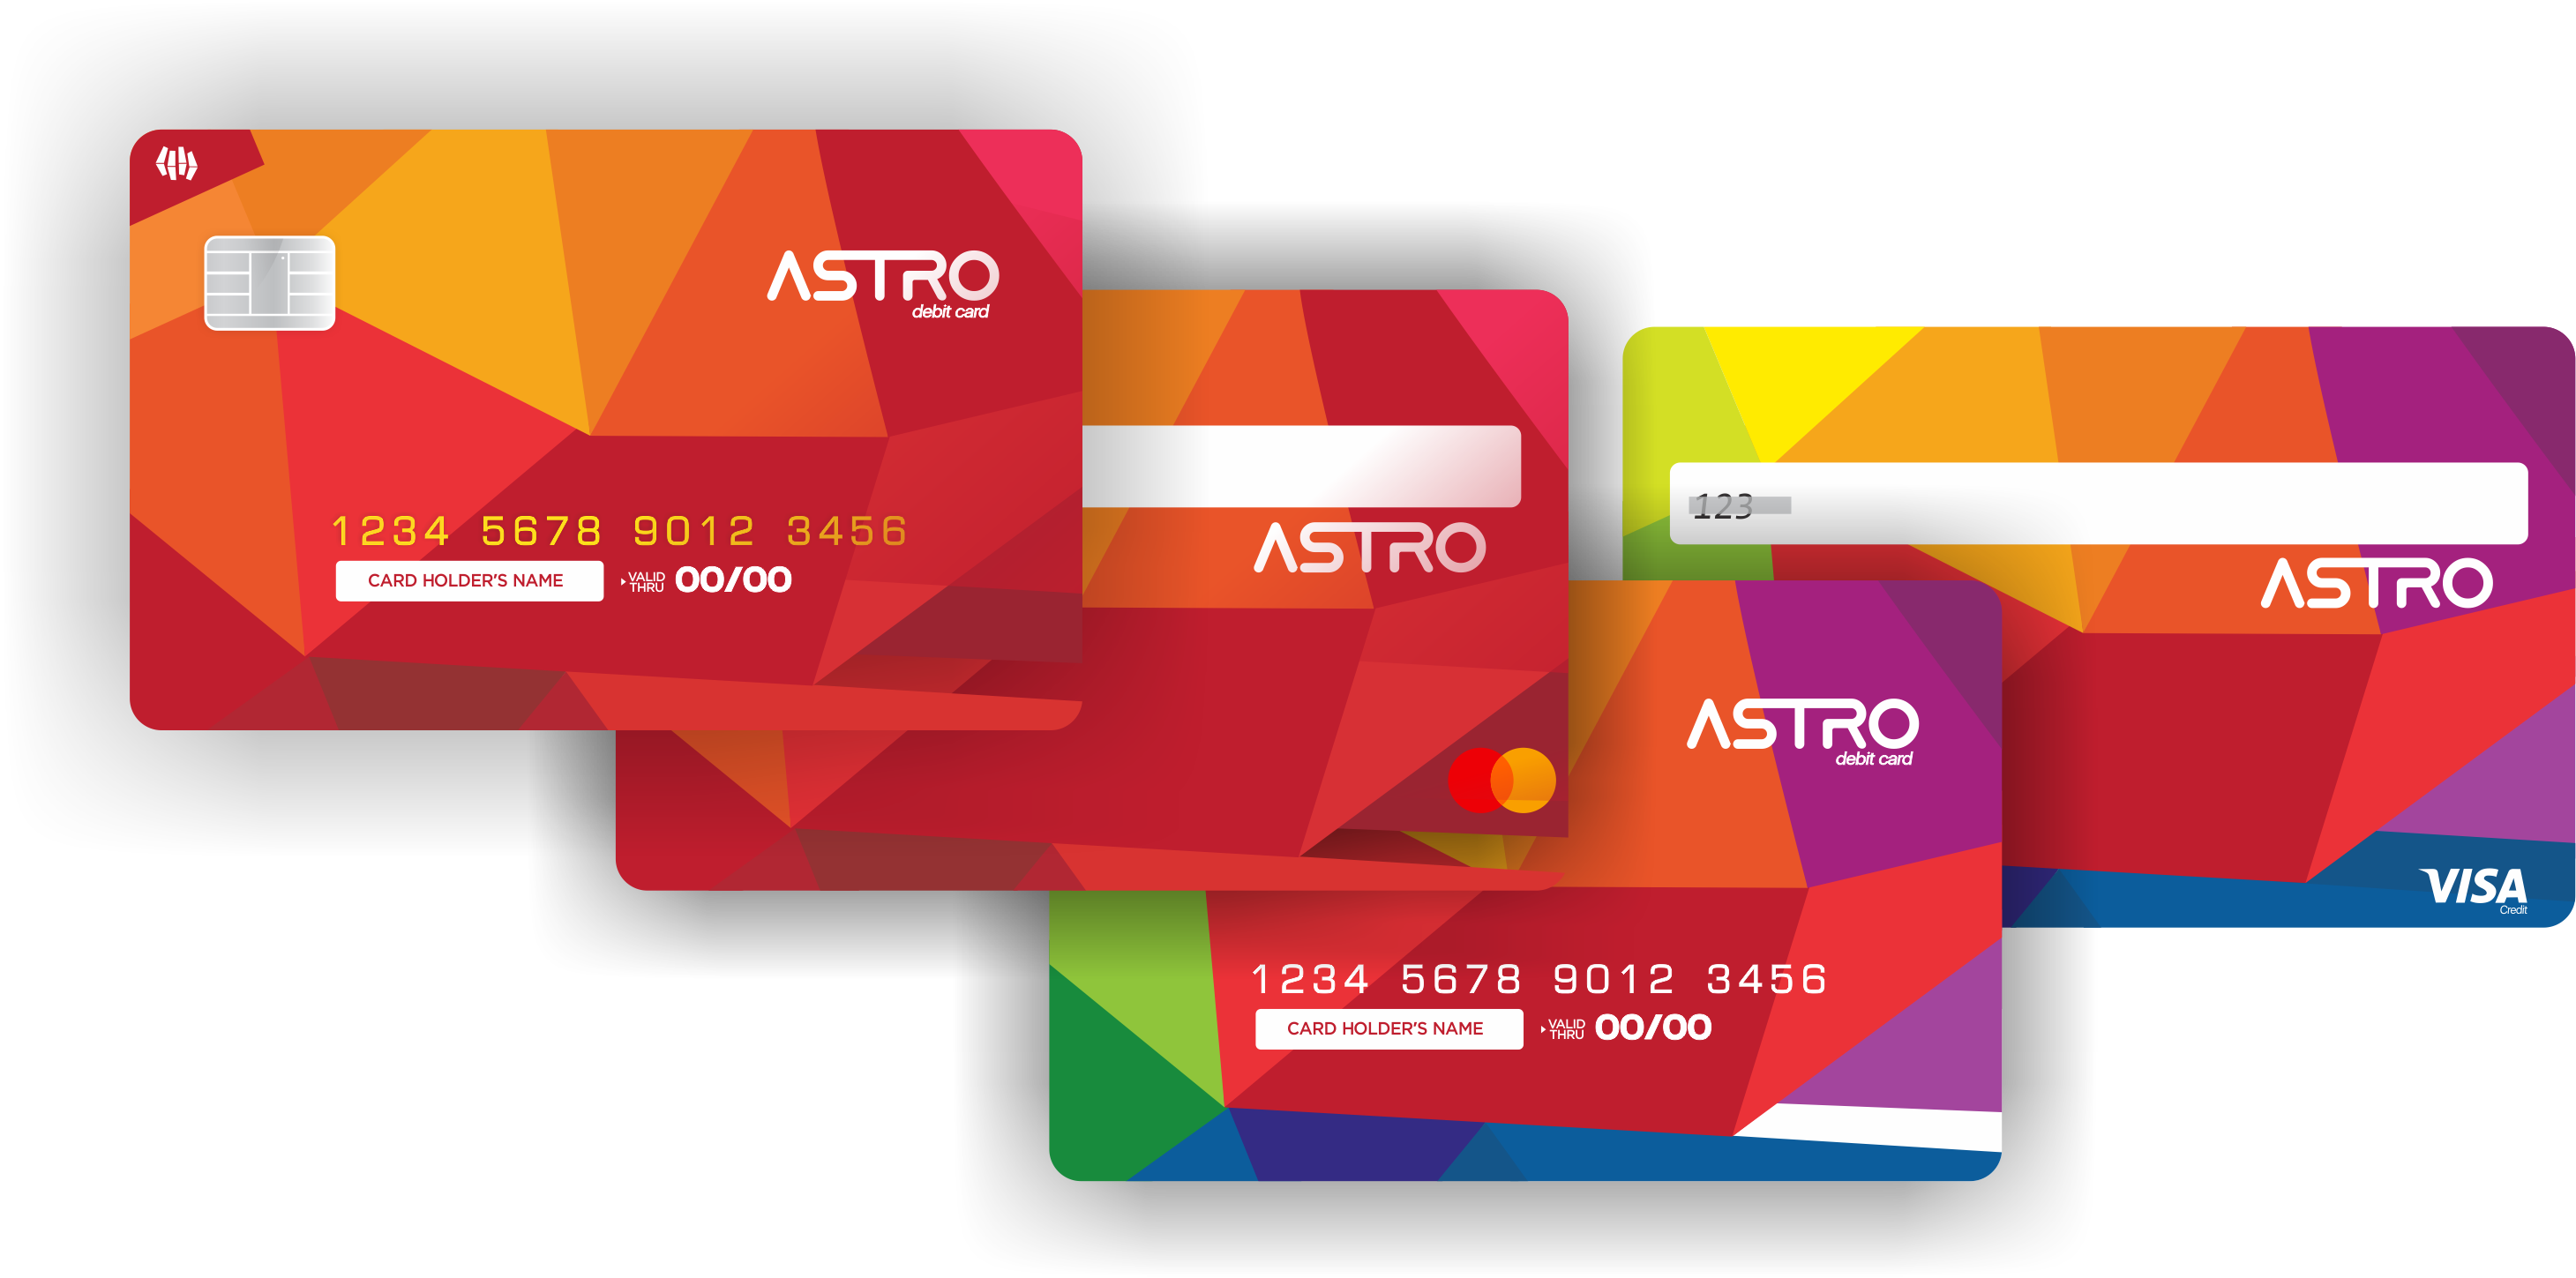 ASTRO
debit card
1234 5678 9012 3456
CARD HOLDER'S NAME
VALID
THRU
00/00
ASTRO
123
ASTRO
VISA
Credit
ASTRO
debit card
1234 5678 9012 3456
CARD HOLDER'S NAME
VALID
THRU
00/00